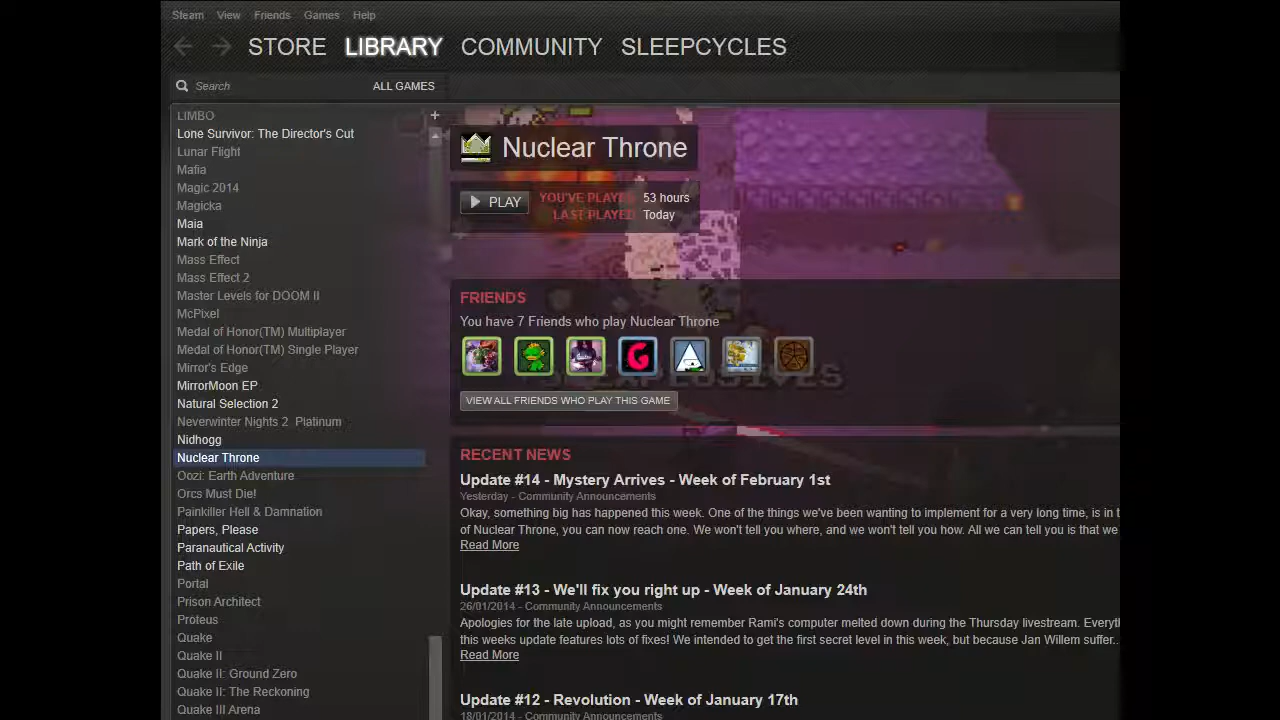 Steam View Friends Games Help
STORE LIBRARY COMMUNITY SLEEPCYCLES
Search ALL GAMES
LIMBO
Lone Survivor: The Director's Cut
Lunar Flight
Mafia
Magic 2014
Magicka
Maia
Mark of the Ninja
Mass Effect
Mass Effect 2
Master Levels for DOOM II
McPixel
Medal of Honor(TM) Multiplayer
Medal of Honor(TM) Single Player
Mirror's Edge
MirrorMoon EP
Natural Selection 2
Neverwinter Nights 2 Platinum
Nidhogg
Nuclear Throne
Oozi: Earth Adventure
Orcs Must Die!
Painkiller Hell & Damnation
Papers, Please
Paranautical Activity
Path of Exile
Portal
Prison Architect
Proteus
Quake
Quake II
Quake II: Ground Zero
Quake II: The Reckoning
Quake III Arena
Nuclear Throne
PLAY
YOU'VE PLAYED 53 hours
LAST PLAYED Today
FRIENDS
You have 7 Friends who play Nuclear Throne
EXPLOSIVES
VIEW ALL FRIENDS WHO PLAY THIS GAME
RECENT NEWS
Update #14 - Mystery Arrives - Week of February 1st
Yesterday - Community Announcements
Okay, something big has happened this week. One of the things we've been wanting to implement for a very long time, is in t
of Nuclear Throne, you can now reach one. We won't tell you where, and we won't tell you how. All we can tell you is that we
Read More
Update #13 - We'll fix you right up - Week of January 24th
26/01/2014 - Community Announcements
Apologies for the late upload, as you might remember Rami's computer melted down during the Thursday livestream. Everyth
this weeks update features lots of fixes! We intended to get the first secret level in this week, but because Jan Willem suffer...
Read More
Update #12 - Revolution - Week of January 17th
18/01/2014 - Community Announcements